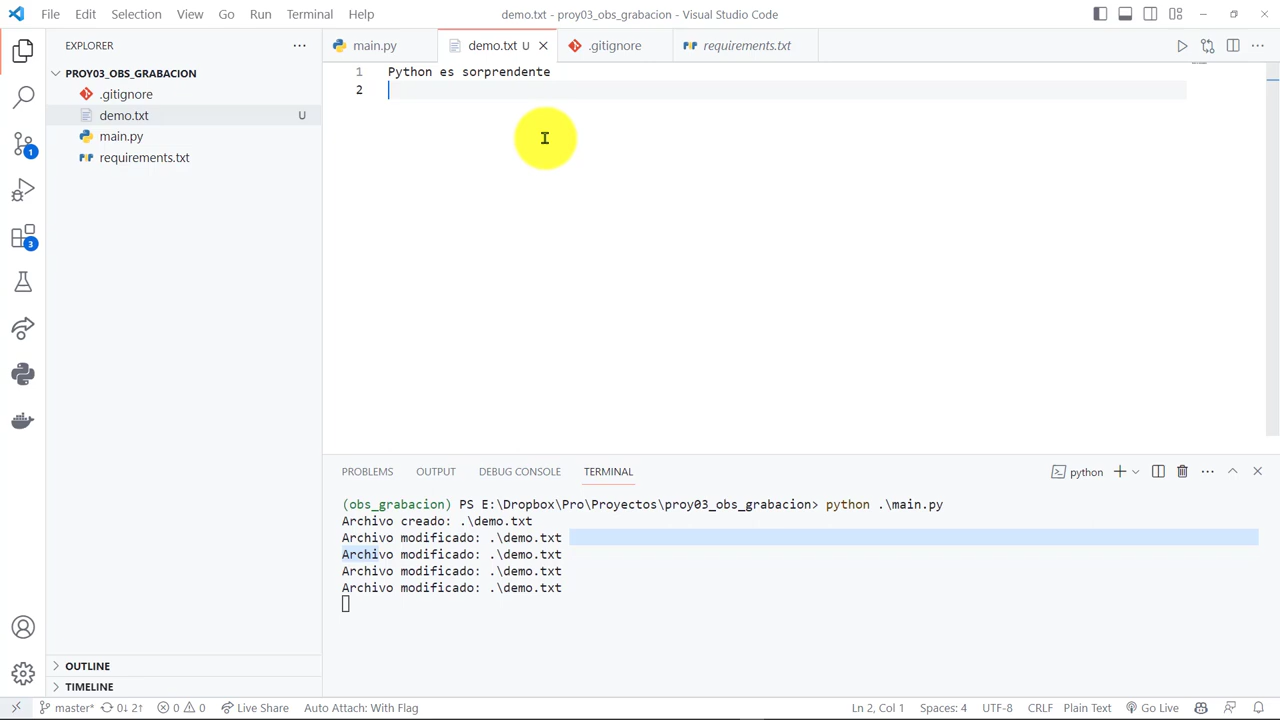 File Edit Selection View Go Run Terminal Help
demo.txt - proy03_obs_grabacion - Visual Studio Code
EXPLORER
main.py
demo.txt U
.gitignore
requirements.txt
PROY03_OBS_GRABACION
.gitignore
demo.txt U
main.py
requirements.txt
1 Python es sorprendente
2
1
3
PROBLEMS OUTPUT DEBUG CONSOLE TERMINAL
python
(obs_grabacion) PS E:\Dropbox\Pro\Proyectos\proy03_obs_grabacion> python .\main.py
Archivo creado: .\demo.txt
Archivo modificado: .\demo.txt
Archivo modificado: .\demo.txt
Archivo modificado: .\demo.txt
Archivo modificado: .\demo.txt
OUTLINE
TIMELINE
master* 0↓ 2↑ 0 0 Live Share Auto Attach: With Flag Ln 2, Col 1 Spaces: 4 UTF-8 CRLF Plain Text Go Live